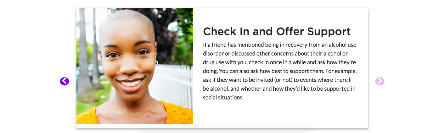 Check In and Offer Support
If a friend has mentioned being in recovery from an alcohol use
disorder or discussed other concerns about their alcohol or
drug use with you, check in once in a while and ask how they're
doing. You can also ask how best to support them. For example,
ask if they want to be invited (or not) to events where there'll
be alcohol, and whether and how they'd like to be supported in
social situations